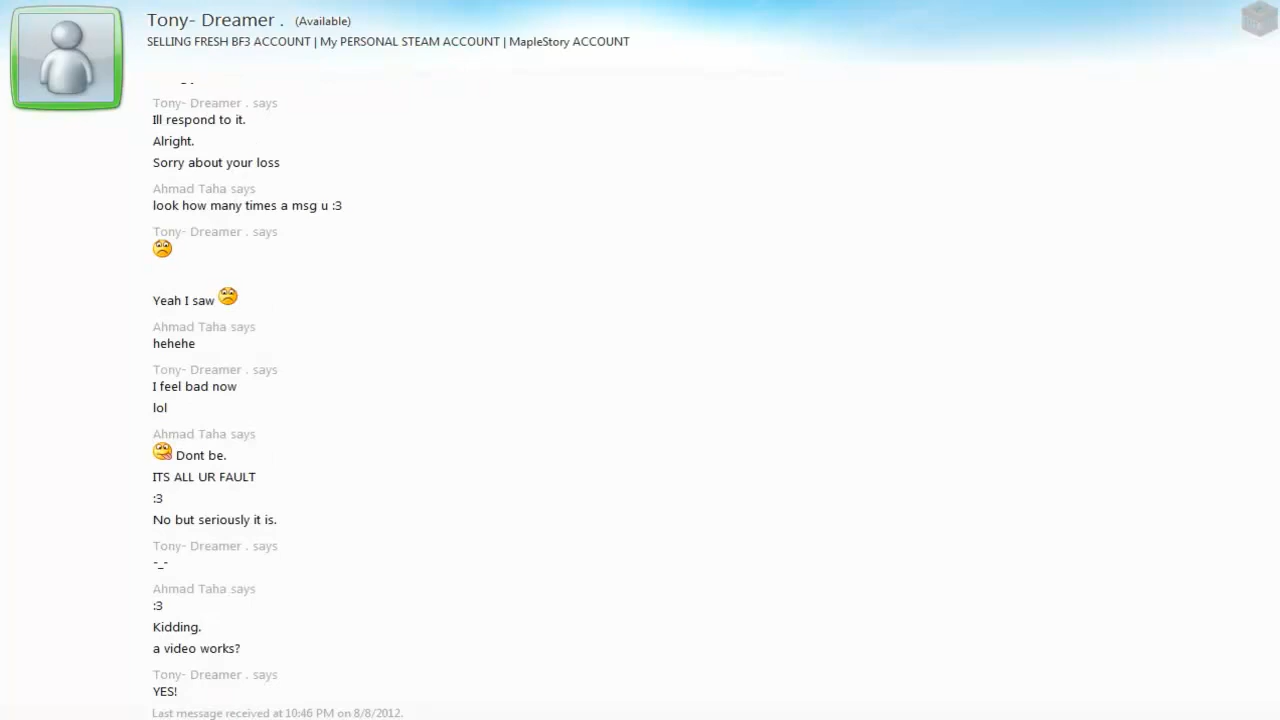 Tony- Dreamer . (Available)
SELLING FRESH BF3 ACCOUNT | My PERSONAL STEAM ACCOUNT | MapleStory ACCOUNT
Tony- Dreamer . says
Ill respond to it.
Alright.
Sorry about your loss
Ahmad Taha says
look how many times a msg u :3
Tony- Dreamer . says
Yeah I saw
Ahmad Taha says
hehehe
Tony- Dreamer . says
I feel bad now
lol
Ahmad Taha says
Dont be.
ITS ALL UR FAULT
:3
No but seriously it is.
Tony- Dreamer . says
-_-
Ahmad Taha says
:3
Kidding.
a video works?
Tony- Dreamer . says
YES!
Last message received at 10:46 PM on 8/8/2012.